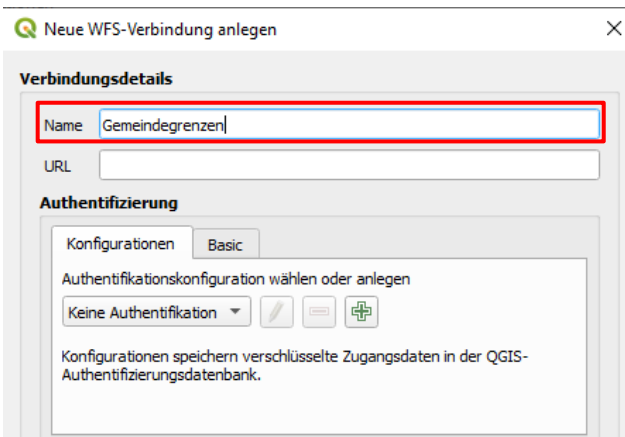 Neue WFS-Verbindung anlegen
Verbindungsdetails
Name Gemeindegrenzen
URL
Authentifizierung
Konfigurationen Basic
Authentifikationskonfiguration wählen oder anlegen
Keine Authentifikation
Konfigurationen speichern verschlüsselte Zugangsdaten in der QGIS-
Authentifizierungsdatenbank.